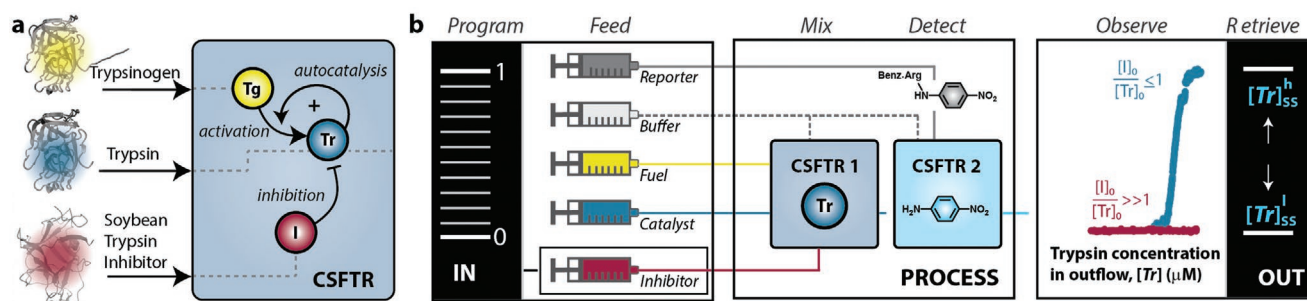 a
Trypsinogen
Trypsin
Soybean
Trypsin
Inhibitor
Tg
autocatalysis
+
activation
Tr
inhibition
I
CSFTR
b
Program
Feed
Mix
Detect
Observe
Retrieve
1
0
IN
Reporter
Buffer
Fuel
Catalyst
Inhibitor
Benz-Arg
HN
NO₂
CSFTR 1
Tr
CSFTR 2
H₂N
NO₂
PROCESS
[I]₀
[Tr]₀ ≤1
[I]₀
[Tr]₀ >>1
Trypsin concentration
in outflow, [Tr] (μM)
[Tr]ₛₛʰ
[Tr]ₛₛˡ
OUT